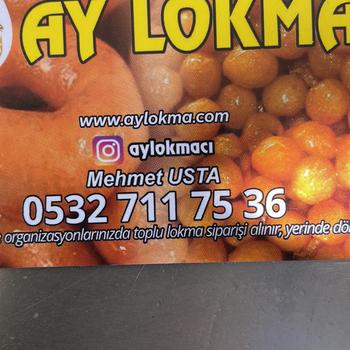 AY LOKMA
www.aylokma.com
aylokmacı
Mehmet USTA
0532 711 75 36
organizasyonlarınızda toplu lokma siparişi alınır, yerinde